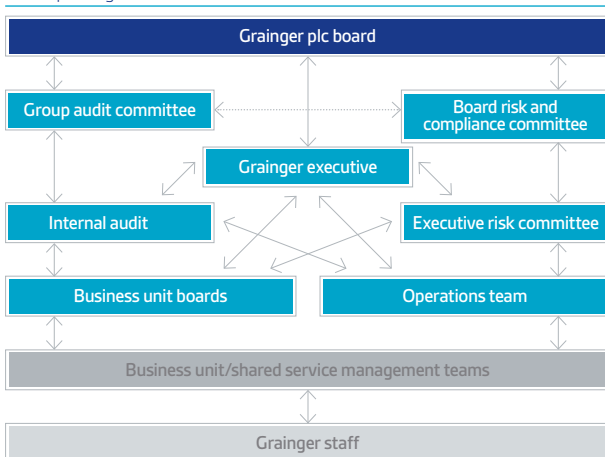 Grainger plc board
Group audit committee
Board risk and
compliance committee
Grainger executive
Internal audit
Executive risk committee
Business unit boards
Operations team
Business unit/shared service management teams
Grainger staff